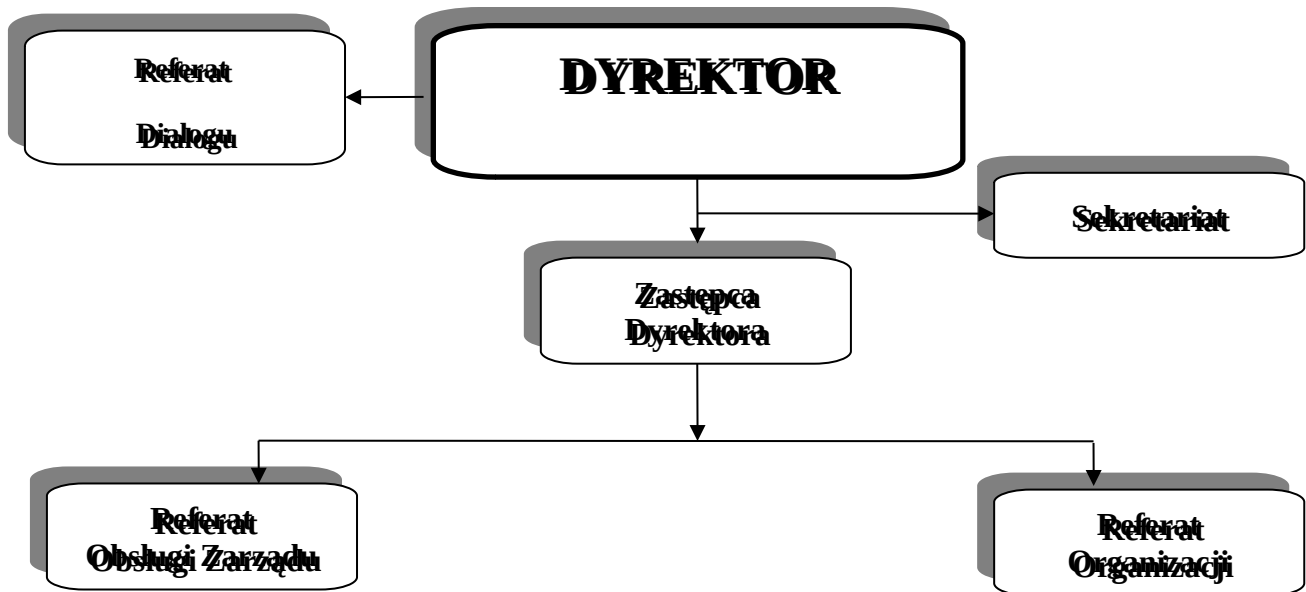 Referat
Dialogu
DYREKTOR
Sekretariat
Zastępca
Dyrektora
Referat
Obsługi Zarządu
Referat
Organizacji